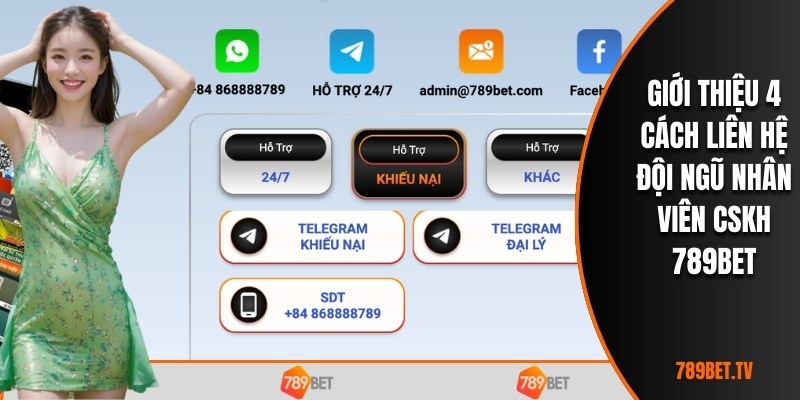 +84 868888789
HỖ TRỢ 24/7
admin@789bet.com
Hỗ Trợ
24/7
Hỗ Trợ
KHIẾU NẠI
Hỗ Trợ
KHÁC
TELEGRAM
KHIẾU NẠI
TELEGRAM
ĐẠI LÝ
SDT
+84 868888789
789BET
789BET
GIỚI THIỆU 4
CÁCH LIÊN HỆ
ĐỘI NGŨ NHÂN
VIÊN CSKH
789BET
789BET.TV